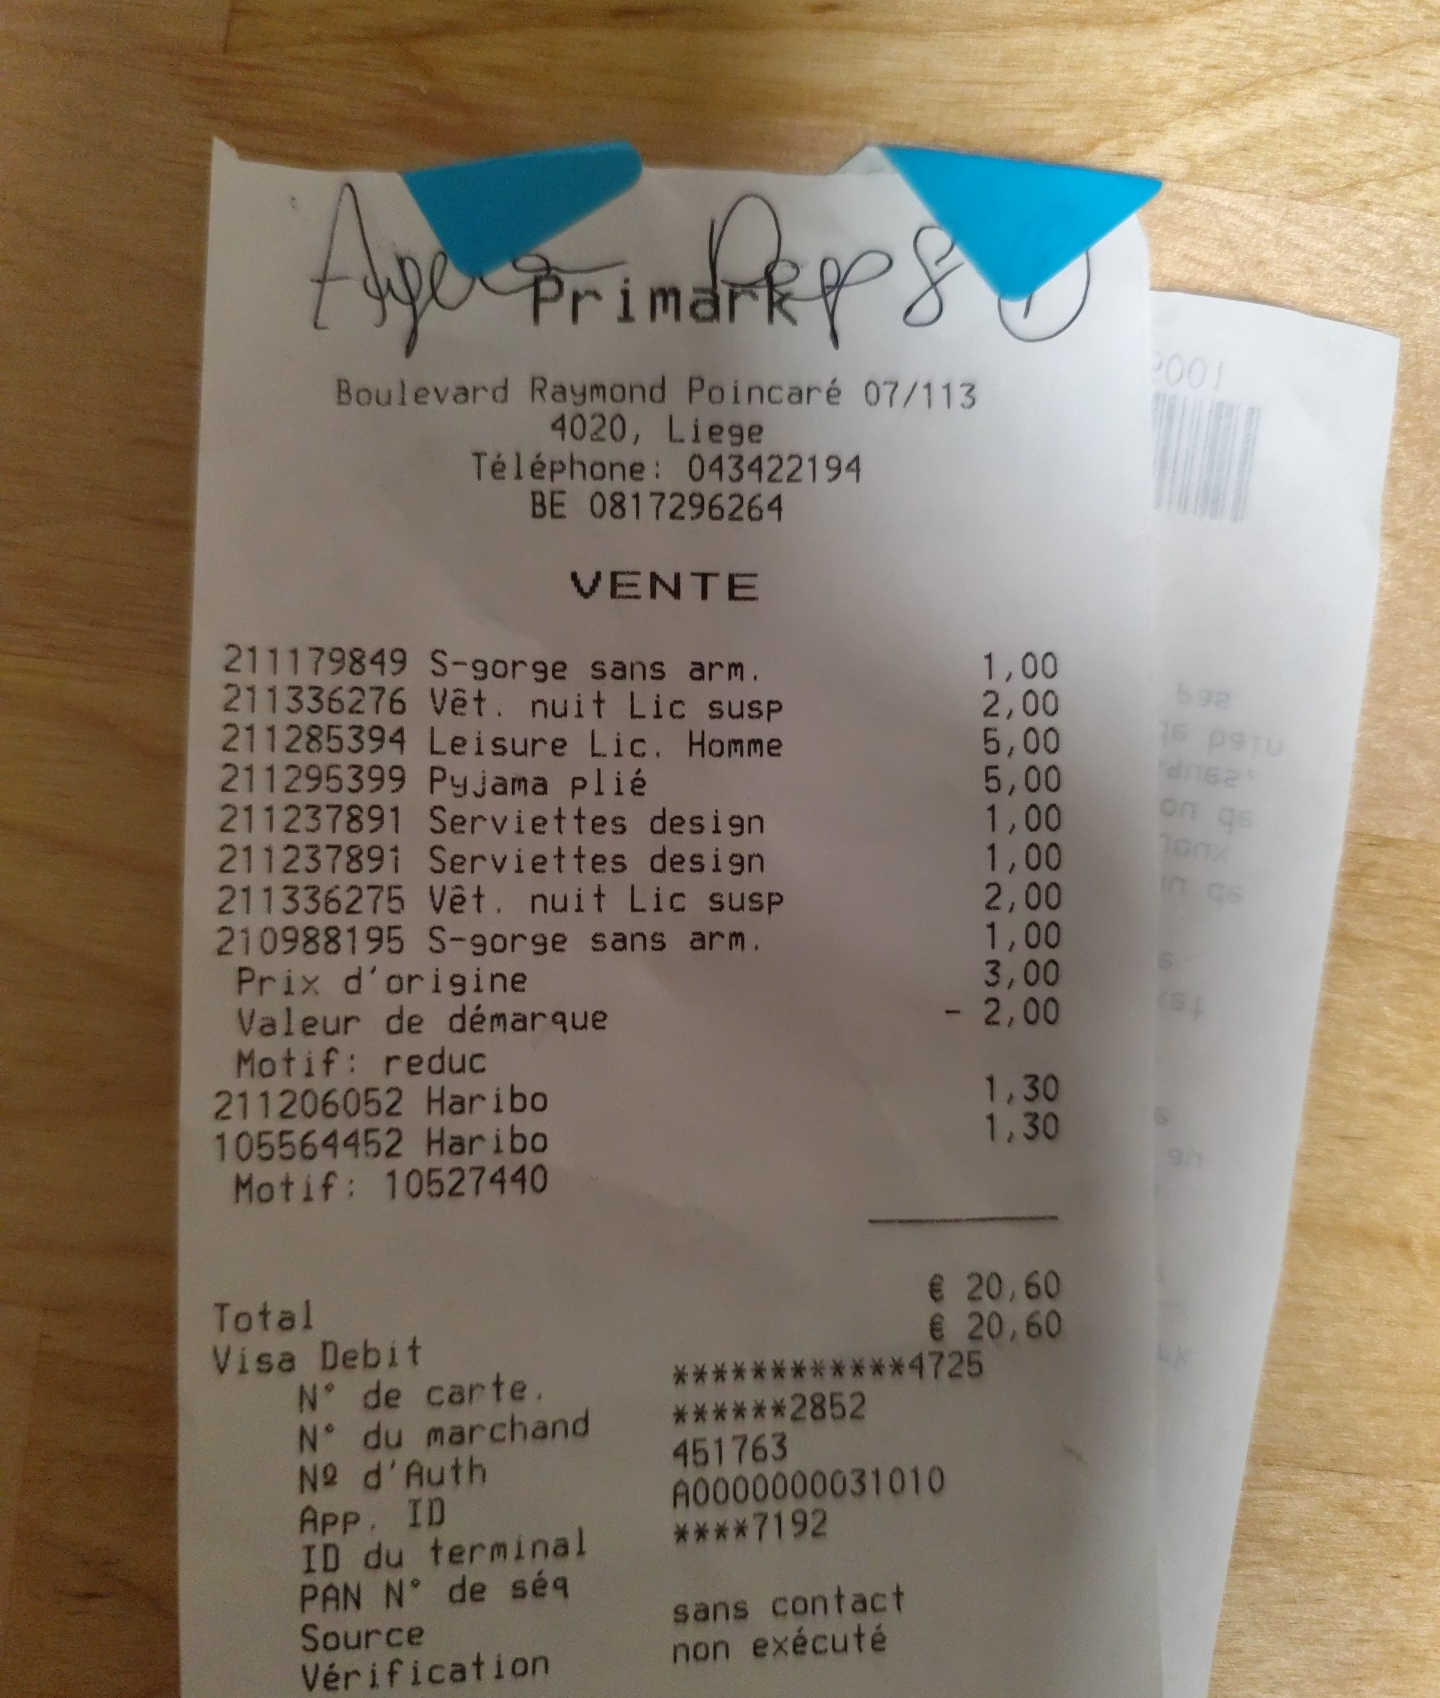 Primark
Boulevard Raymond Poincaré 07/113
4020, Liege
Téléphone: 043422194
BE 0817296264
VENTE
211179849 S-gorge sans arm. 1,00
211336276 Vêt. nuit Lic susp 2,00
211285394 Leisure Lic. Homme 5,00
211295399 Pyjama plié 5,00
211237891 Serviettes design 1,00
211237891 Serviettes design 1,00
211336275 Vêt. nuit Lic susp 2,00
210988195 S-gorge sans arm. 1,00
Prix d'origine 3,00
Valeur de démarque - 2,00
Motif: reduc
211206052 Haribo 1,30
105564452 Haribo 1,30
Motif: 10527440
Total € 20,60
Visa Debit € 20,60
N° de carte. ************4725
N° du marchand ******2852
Nº d'Auth 451763
App. ID A0000000031010
ID du terminal ****7192
PAN N° de séq
Source sans contact
Vérification non exécuté